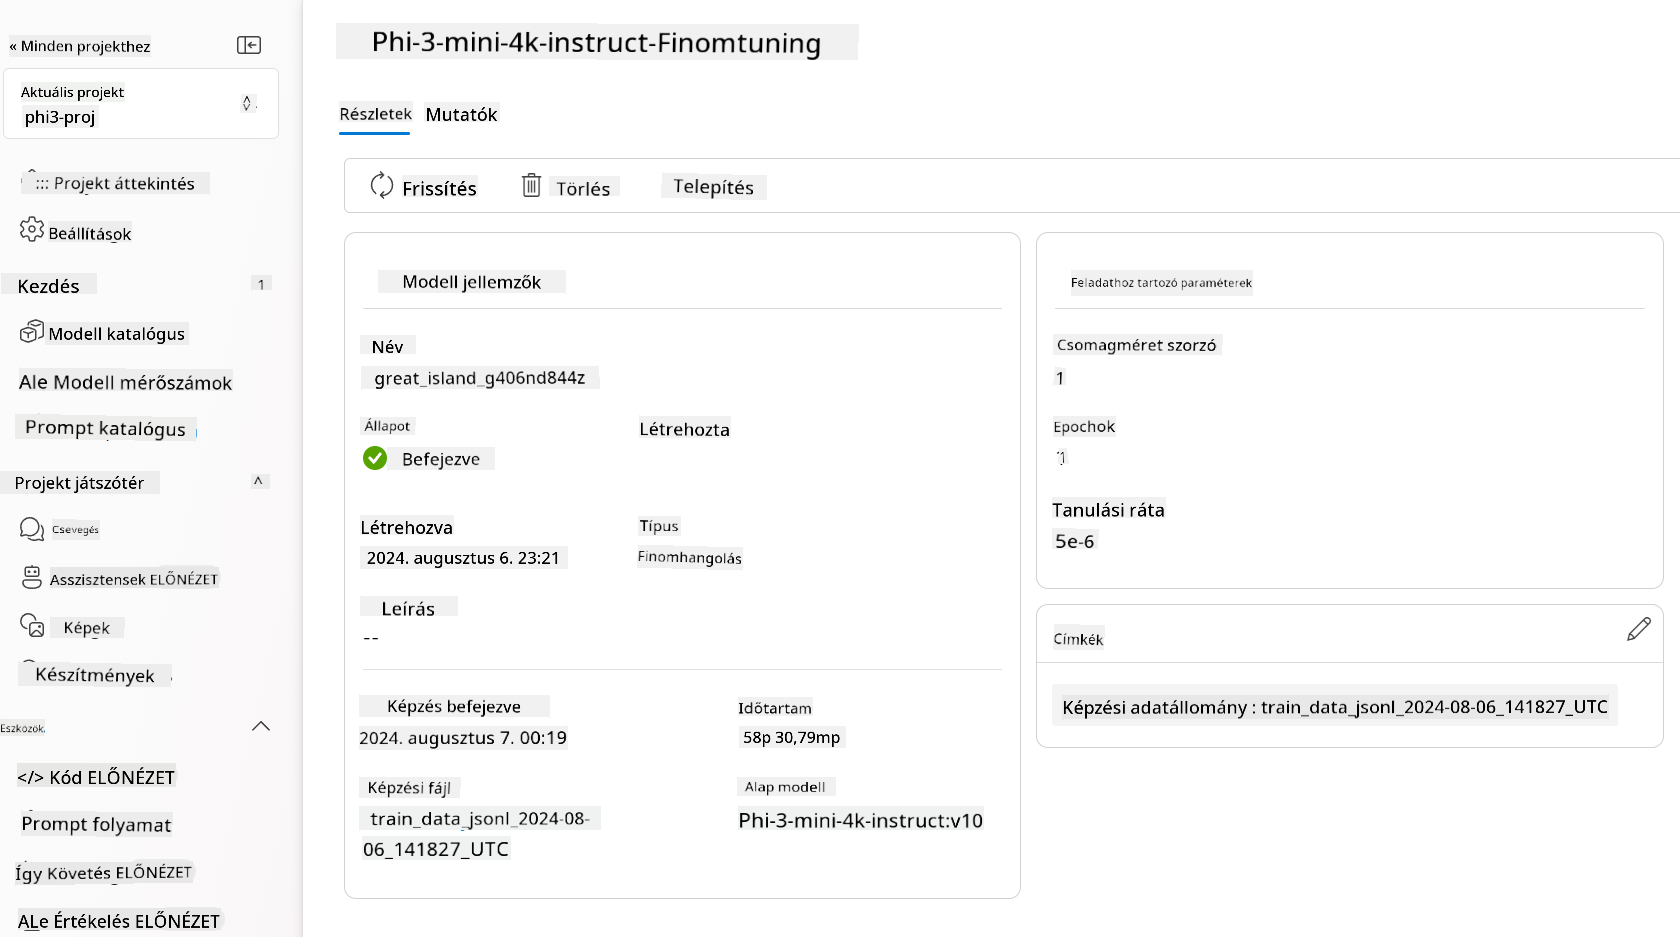 « Minden projekthez
Aktuális projekt
phi3-proj
::: Projekt áttekintés
Beállítások
Kezdés
1
Modell katalógus
Ale Modell mérőszámok
Prompt katalógus
Projekt játszótér
^
Csevegés
Asszisztensek ELŐNÉZET
Képek
Készítmények
Eszközök
</> Kód ELŐNÉZET
Prompt folyamat
Így Követés ELŐNÉZET
ALe Értékelés ELŐNÉZET
Phi-3-mini-4k-instruct-Finomtuning
Részletek Mutatók
Frissítés Törlés Telepítés
Modell jellemzők
Név
great_island_g406nd844z
Állapot
Befejezve
Létrehozta
Létrehozva
2024. augusztus 6. 23:21
Típus
Finomhangolás
Leírás
--
Képzés befejezve
2024. augusztus 7. 00:19
Időtartam
58p 30,79mp
Képzési fájl
train_data_jsonl_2024-08-
06_141827_UTC
Alap modell
Phi-3-mini-4k-instruct:v10
Feladathoz tartozó paraméterek
Csomagméret szorzó
1
Epochok
1
Tanulási ráta
5e-6
Címkék
Képzési adatállomány : train_data_jsonl_2024-08-06_141827_UTC